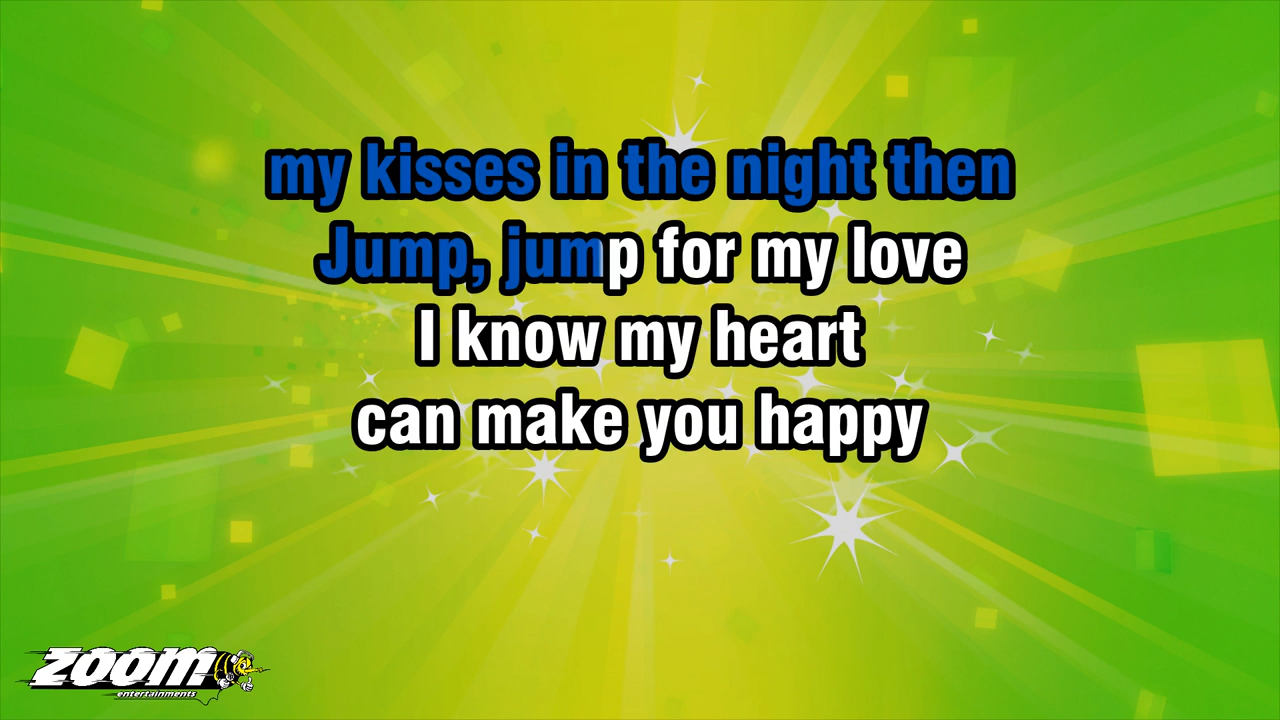 my kisses in the night then
Jump, jump for my love
I know my heart
can make you happy
zoom
entertainments